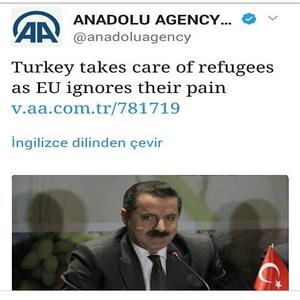 AA
ANADOLU AGENCY...
@anadoluagency
Turkey takes care of refugees
as EU ignores their pain
v.aa.com.tr/781719
İngilizce dilinden çevir